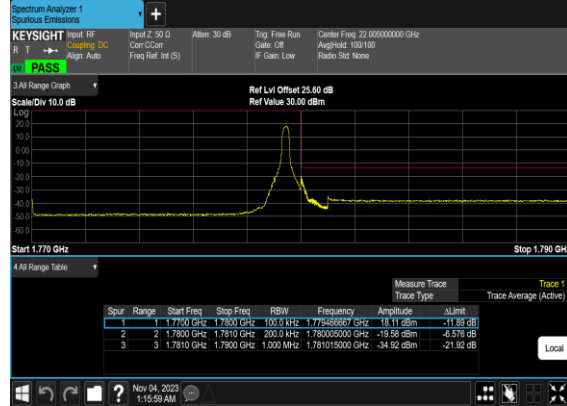 Spectrum Analyzer 1
Spurious Emissions
+
KEYSIGHT Input: RF Input Z: 50 Ω Atten: 30 dB Trig: Free Run Center Freq: 22.005000000 GHz
R T Coupling: DC Corr CCorr Gate: Off Avg|Hold: 100/100
Align: Auto Freq Ref: Int (S) IF Gain: Low Radio Std: None
PASS
3 All Range Graph
Ref Lvl Offset 25.60 dB
Scale/Div 10.0 dB Ref Value 30.00 dBm
Log
20.0
10.0
0.00
-10.0
-20.0
-30.0
-40.0
-50.0
-60.0
Start 1.770 GHz Stop 1.790 GHz
4 All Range Table
Measure Trace Trace 1
Trace Type Trace Average (Active)
Spur Range Start Freq Stop Freq RBW Frequency Amplitude ΔLimit
1 1 1.7700 GHz 1.7800 GHz 100.0 kHz 1.779466667 GHz 18.11 dBm -11.89 dB
2 2 1.7800 GHz 1.7810 GHz 200.0 kHz 1.780005000 GHz -19.58 dBm -6.576 dB
3 3 1.7810 GHz 1.7900 GHz 1.000 MHz 1.781015000 GHz -34.92 dBm -21.92 dB
Local
? Nov 04, 2023
1:15:59 AM